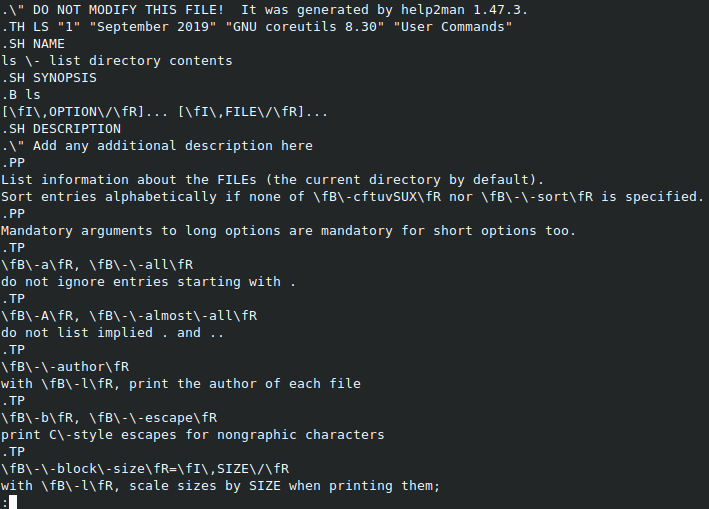 .\" DO NOT MODIFY THIS FILE!  It was generated by help2man 1.47.3.
.TH LS "1" "September 2019" "GNU coreutils 8.30" "User Commands"
.SH NAME
ls \- list directory contents
.SH SYNOPSIS
.B ls
[\fI\,OPTION\/\fR]... [\fI\,FILE\/\fR]...
.SH DESCRIPTION
.\" Add any additional description here
.PP
List information about the FILEs (the current directory by default).
Sort entries alphabetically if none of \fB\-cftuvSUX\fR nor \fB\-\-sort\fR is specified.
.PP
Mandatory arguments to long options are mandatory for short options too.
.TP
\fB\-a\fR, \fB\-\-all\fR
do not ignore entries starting with .
.TP
\fB\-A\fR, \fB\-\-almost\-all\fR
do not list implied . and ..
.TP
\fB\-\-author\fR
with \fB\-l\fR, print the author of each file
.TP
\fB\-b\fR, \fB\-\-escape\fR
print C\-style escapes for nongraphic characters
.TP
\fB\-\-block\-size\fR=\fI\,SIZE\/\fR
with \fB\-l\fR, scale sizes by SIZE when printing them;
: